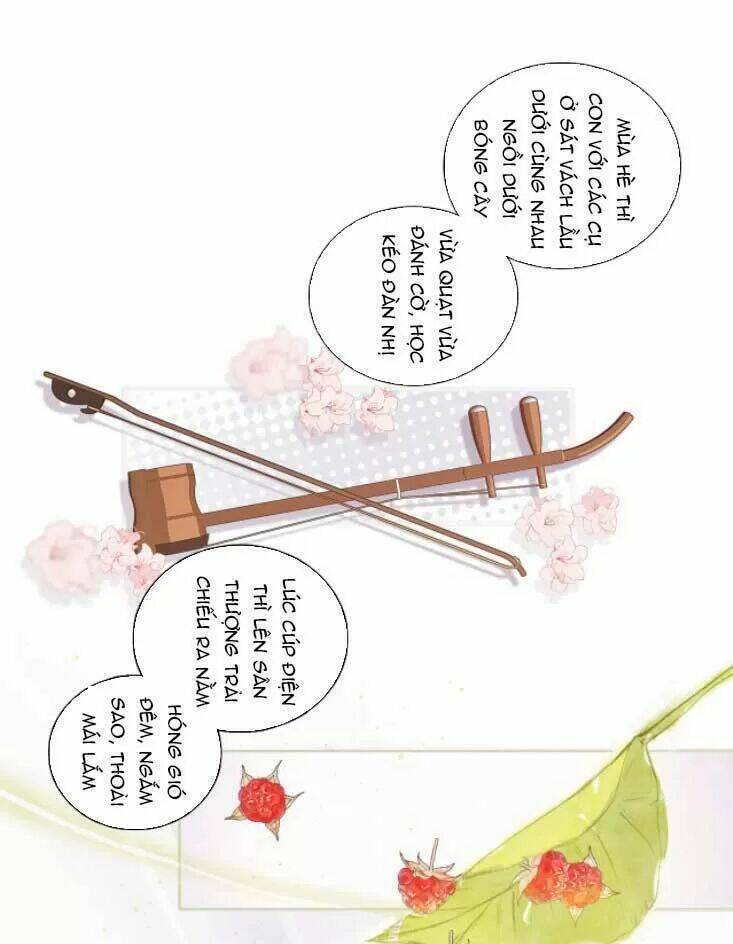 MÙA HÈ THÌ
CON VỚI CÁC CỤ
Ở SÁT VÁCH LẦU
DƯỚI CÙNG NHAU
NGỒI DƯỚI
BÓNG CÂY
VỪA QUẠT VỪA
ĐÁNH CỜ, HỌC
KÉO ĐÀN NHỊ
LÚC CÚP ĐIỆN
THÌ LÊN SÂN
THƯỢNG TRẢI
CHIẾU RA NẰM
HÓNG GIÓ
ĐÊM, NGẮM
SAO, THOẢI
MÁI LẮM